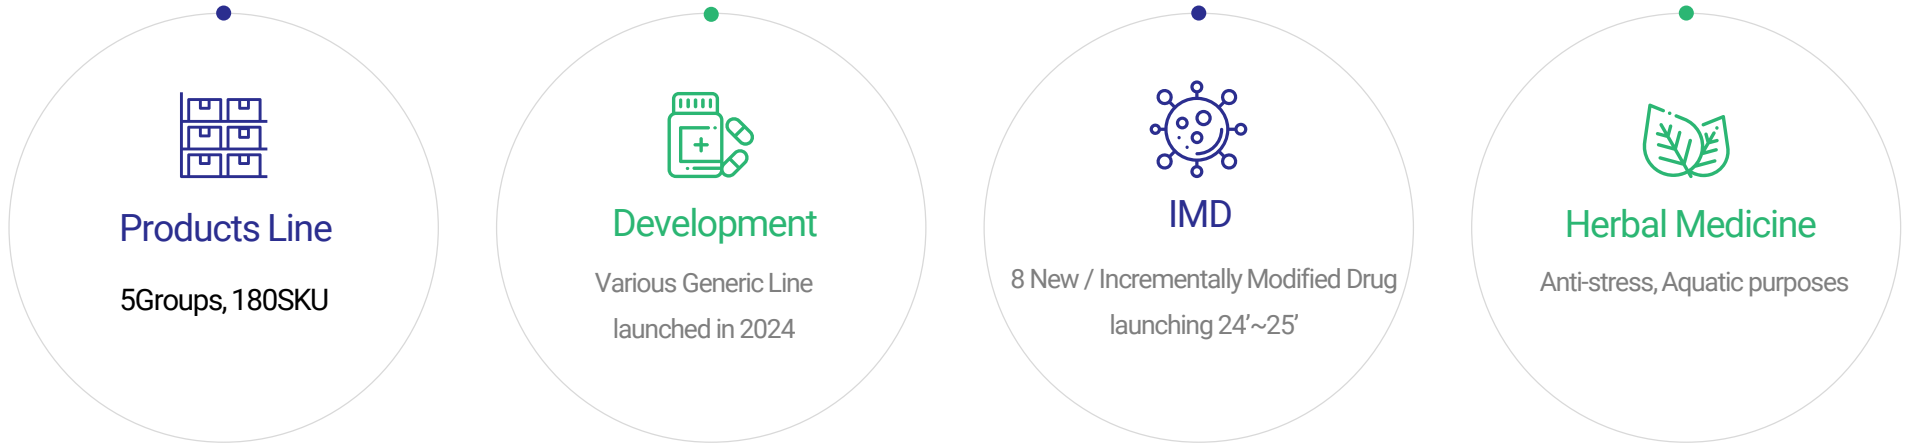 Products Line
5Groups, 180SKU
Development
Various Generic Line
launched in 2024
IMD
8 New / Incrementally Modified Drug
launching 24’~25’
Herbal Medicine
Anti-stress, Aquatic purposes